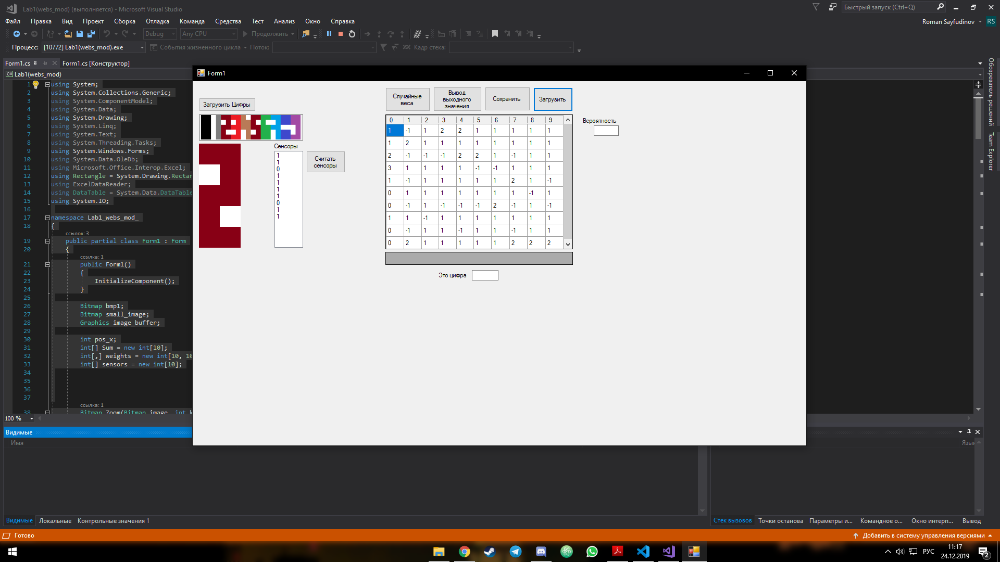 Lab1(webs_mod) (выполняется) - Microsoft Visual Studio
Быстрый запуск (Ctrl+Q)
Файл Правка Вид Проект Сборка Отладка Команда Средства Тест Анализ Окно Справка
Roman Sayfudinov RS
Debug Any CPU Продолжить
Процесс: [10772] Lab1(webs_mod).exe События жизненного цикла Поток: Кадр стека:
Form1.cs Form1.cs [Конструктор]
C# Lab1(webs_mod)
1 using System;
2 using System.Collections.Generic;
3 using System.ComponentModel;
4 using System.Data;
5 using System.Drawing;
6 using System.Linq;
7 using System.Text;
8 using System.Threading.Tasks;
9 using System.Windows.Forms;
10 using System.Data.OleDb;
11 using Microsoft.Office.Interop.Excel;
12 using Rectangle = System.Drawing.Rectan
13 using ExcelDataReader;
14 using DataTable = System.Data.DataTable
15 using System.IO;
16
17 namespace Lab1_webs_mod_
18 {
ссылок: 3
19 public partial class Form1 : Form
20 {
ссылка: 1
21 public Form1()
22 {
23 InitializeComponent();
24 }
25
26 Bitmap bmp1;
27 Bitmap small_image;
28 Graphics image_buffer;
29
30 int pos_x;
31 int[] Sum = new int[10];
32 int[,] weights = new int[10, 10
33 int[] sensors = new int[10];
34
35
36
37
ссылка: 1
38 Bitmap Zoom(Bitmap image, int k
100 %
Form1
Загрузить Цифры
Сенсоры
1
1
0
1
1
1
1
0
1
1
Считать
сенсоры
Случайные
веса
Вывод
выходного
значения
Сохранить
Загрузить
0 1 2 3 4 5 6 7 8 9
1 -1 1 2 2 1 1 1 1 1
1 2 1 1 1 1 1 1 1 1
2 -1 -1 -1 2 2 1 -1 1 1
3 1 1 1 1 -1 -1 1 1 1
1 -1 1 1 1 1 1 2 1 -1
0 1 1 1 1 1 1 1 -1 1
0 -1 1 -1 -1 -1 2 -1 1 -1
1 1 -1 1 1 1 1 1 1 1
0 -1 1 1 -1 1 1 -1 1 1
0 2 1 1 1 1 1 2 2 2
Вероятность
Это цифра
Обозреватель решений
Team Explorer
Видимые
Имя
Язык
Видимые Локальные Контрольные значения 1
Стек вызовов Точки останова Параметры и... Командное о... Окно интерп... Вывод
Готово
Добавить в систему управления версиями
РУС
11:17
24.12.2019
2